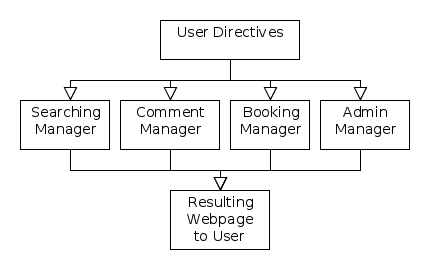 User Directives
Searching
Manager
Comment
Manager
Booking
Manager
Admin
Manager
Resulting
Webpage
to User